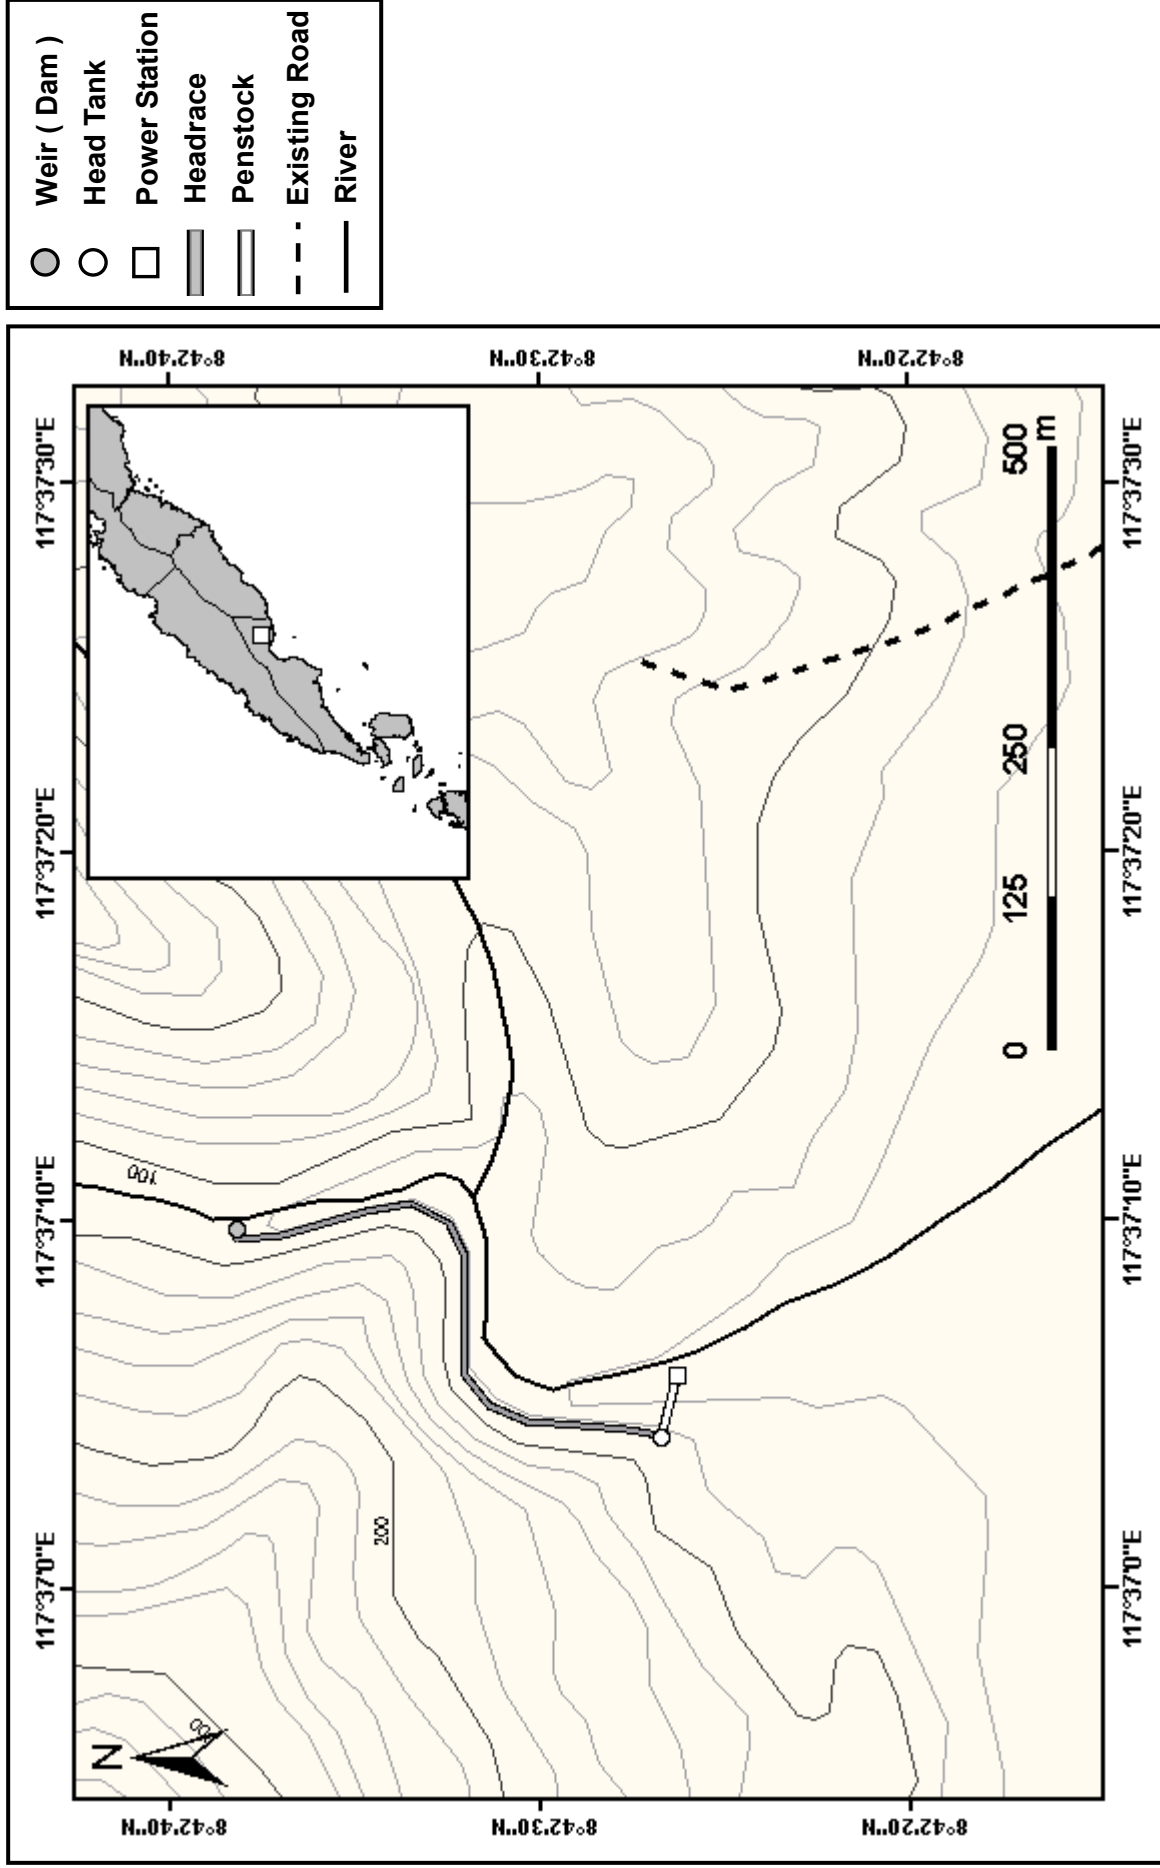 117°37'0"E 117°37'10"E 117°37'20"E 117°37'30"E
N
8°42'40"N
8°42'40"N
100
200
8°42'30"N
8°42'30"N
8°42'20"N
8°42'20"N
0 125 250 500
m
117°37'0"E 117°37'10"E 117°37'20"E 117°37'30"E
Weir ( Dam )
Head Tank
Power Station
Headrace
Penstock
Existing Road
River